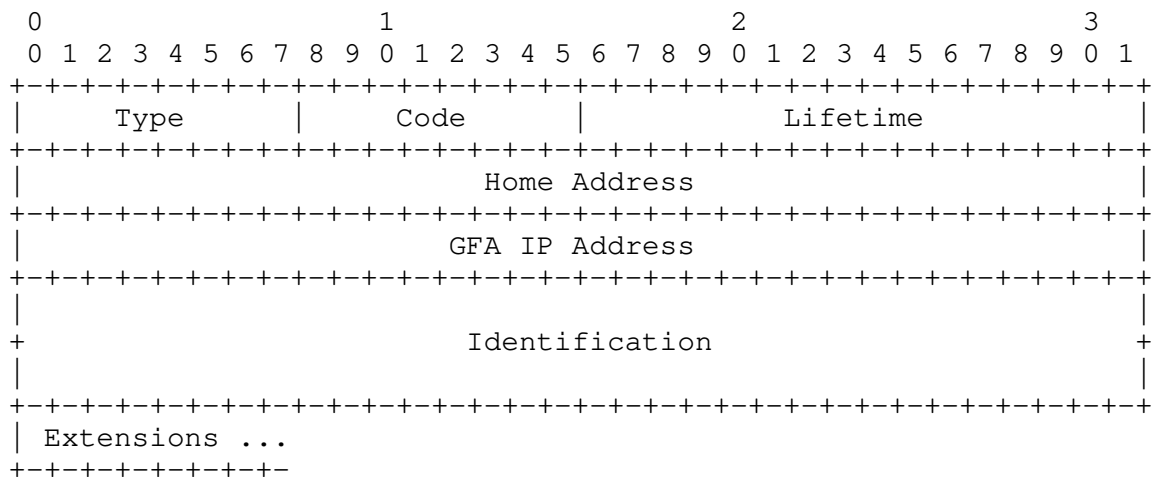 0                   1                   2                   3
 0 1 2 3 4 5 6 7 8 9 0 1 2 3 4 5 6 7 8 9 0 1 2 3 4 5 6 7 8 9 0 1
+-+-+-+-+-+-+-+-+-+-+-+-+-+-+-+-+-+-+-+-+-+-+-+-+-+-+-+-+-+-+-+-+
|     Type      |     Code      |           Lifetime            |
+-+-+-+-+-+-+-+-+-+-+-+-+-+-+-+-+-+-+-+-+-+-+-+-+-+-+-+-+-+-+-+-+
|                          Home Address                         |
+-+-+-+-+-+-+-+-+-+-+-+-+-+-+-+-+-+-+-+-+-+-+-+-+-+-+-+-+-+-+-+-+
|                        GFA IP Address                         |
+-+-+-+-+-+-+-+-+-+-+-+-+-+-+-+-+-+-+-+-+-+-+-+-+-+-+-+-+-+-+-+-+
|                                                               |
+                         Identification                        +
|                                                               |
+-+-+-+-+-+-+-+-+-+-+-+-+-+-+-+-+-+-+-+-+-+-+-+-+-+-+-+-+-+-+-+-+
| Extensions ...
+-+-+-+-+-+-+-+-